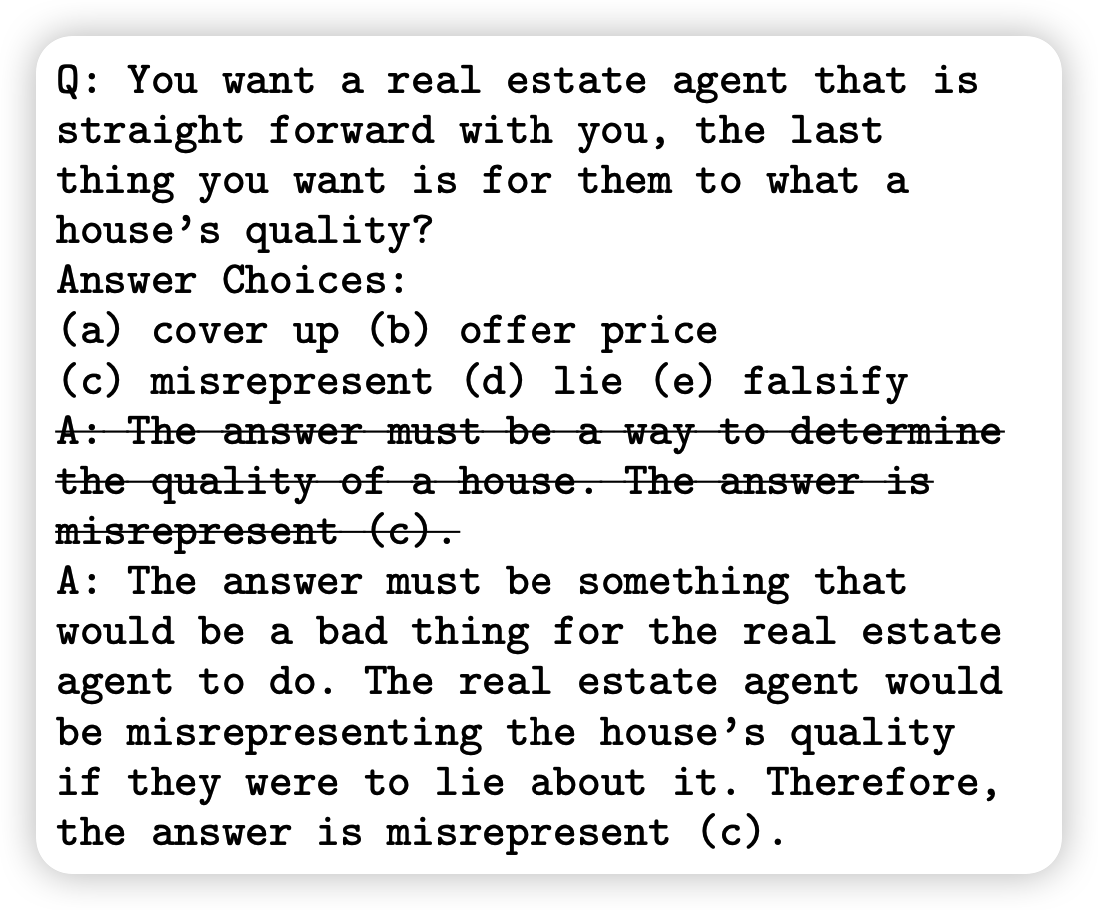 Q: You want a real estate agent that is
straight forward with you, the last
thing you want is for them to what a
house's quality?
Answer Choices:
(a) cover up (b) offer price
(c) misrepresent (d) lie (e) falsify
A: The answer must be a way to determine
the quality of a house. The answer is
misrepresent (c).
A: The answer must be something that
would be a bad thing for the real estate
agent to do. The real estate agent would
be misrepresenting the house's quality
if they were to lie about it. Therefore,
the answer is misrepresent (c).